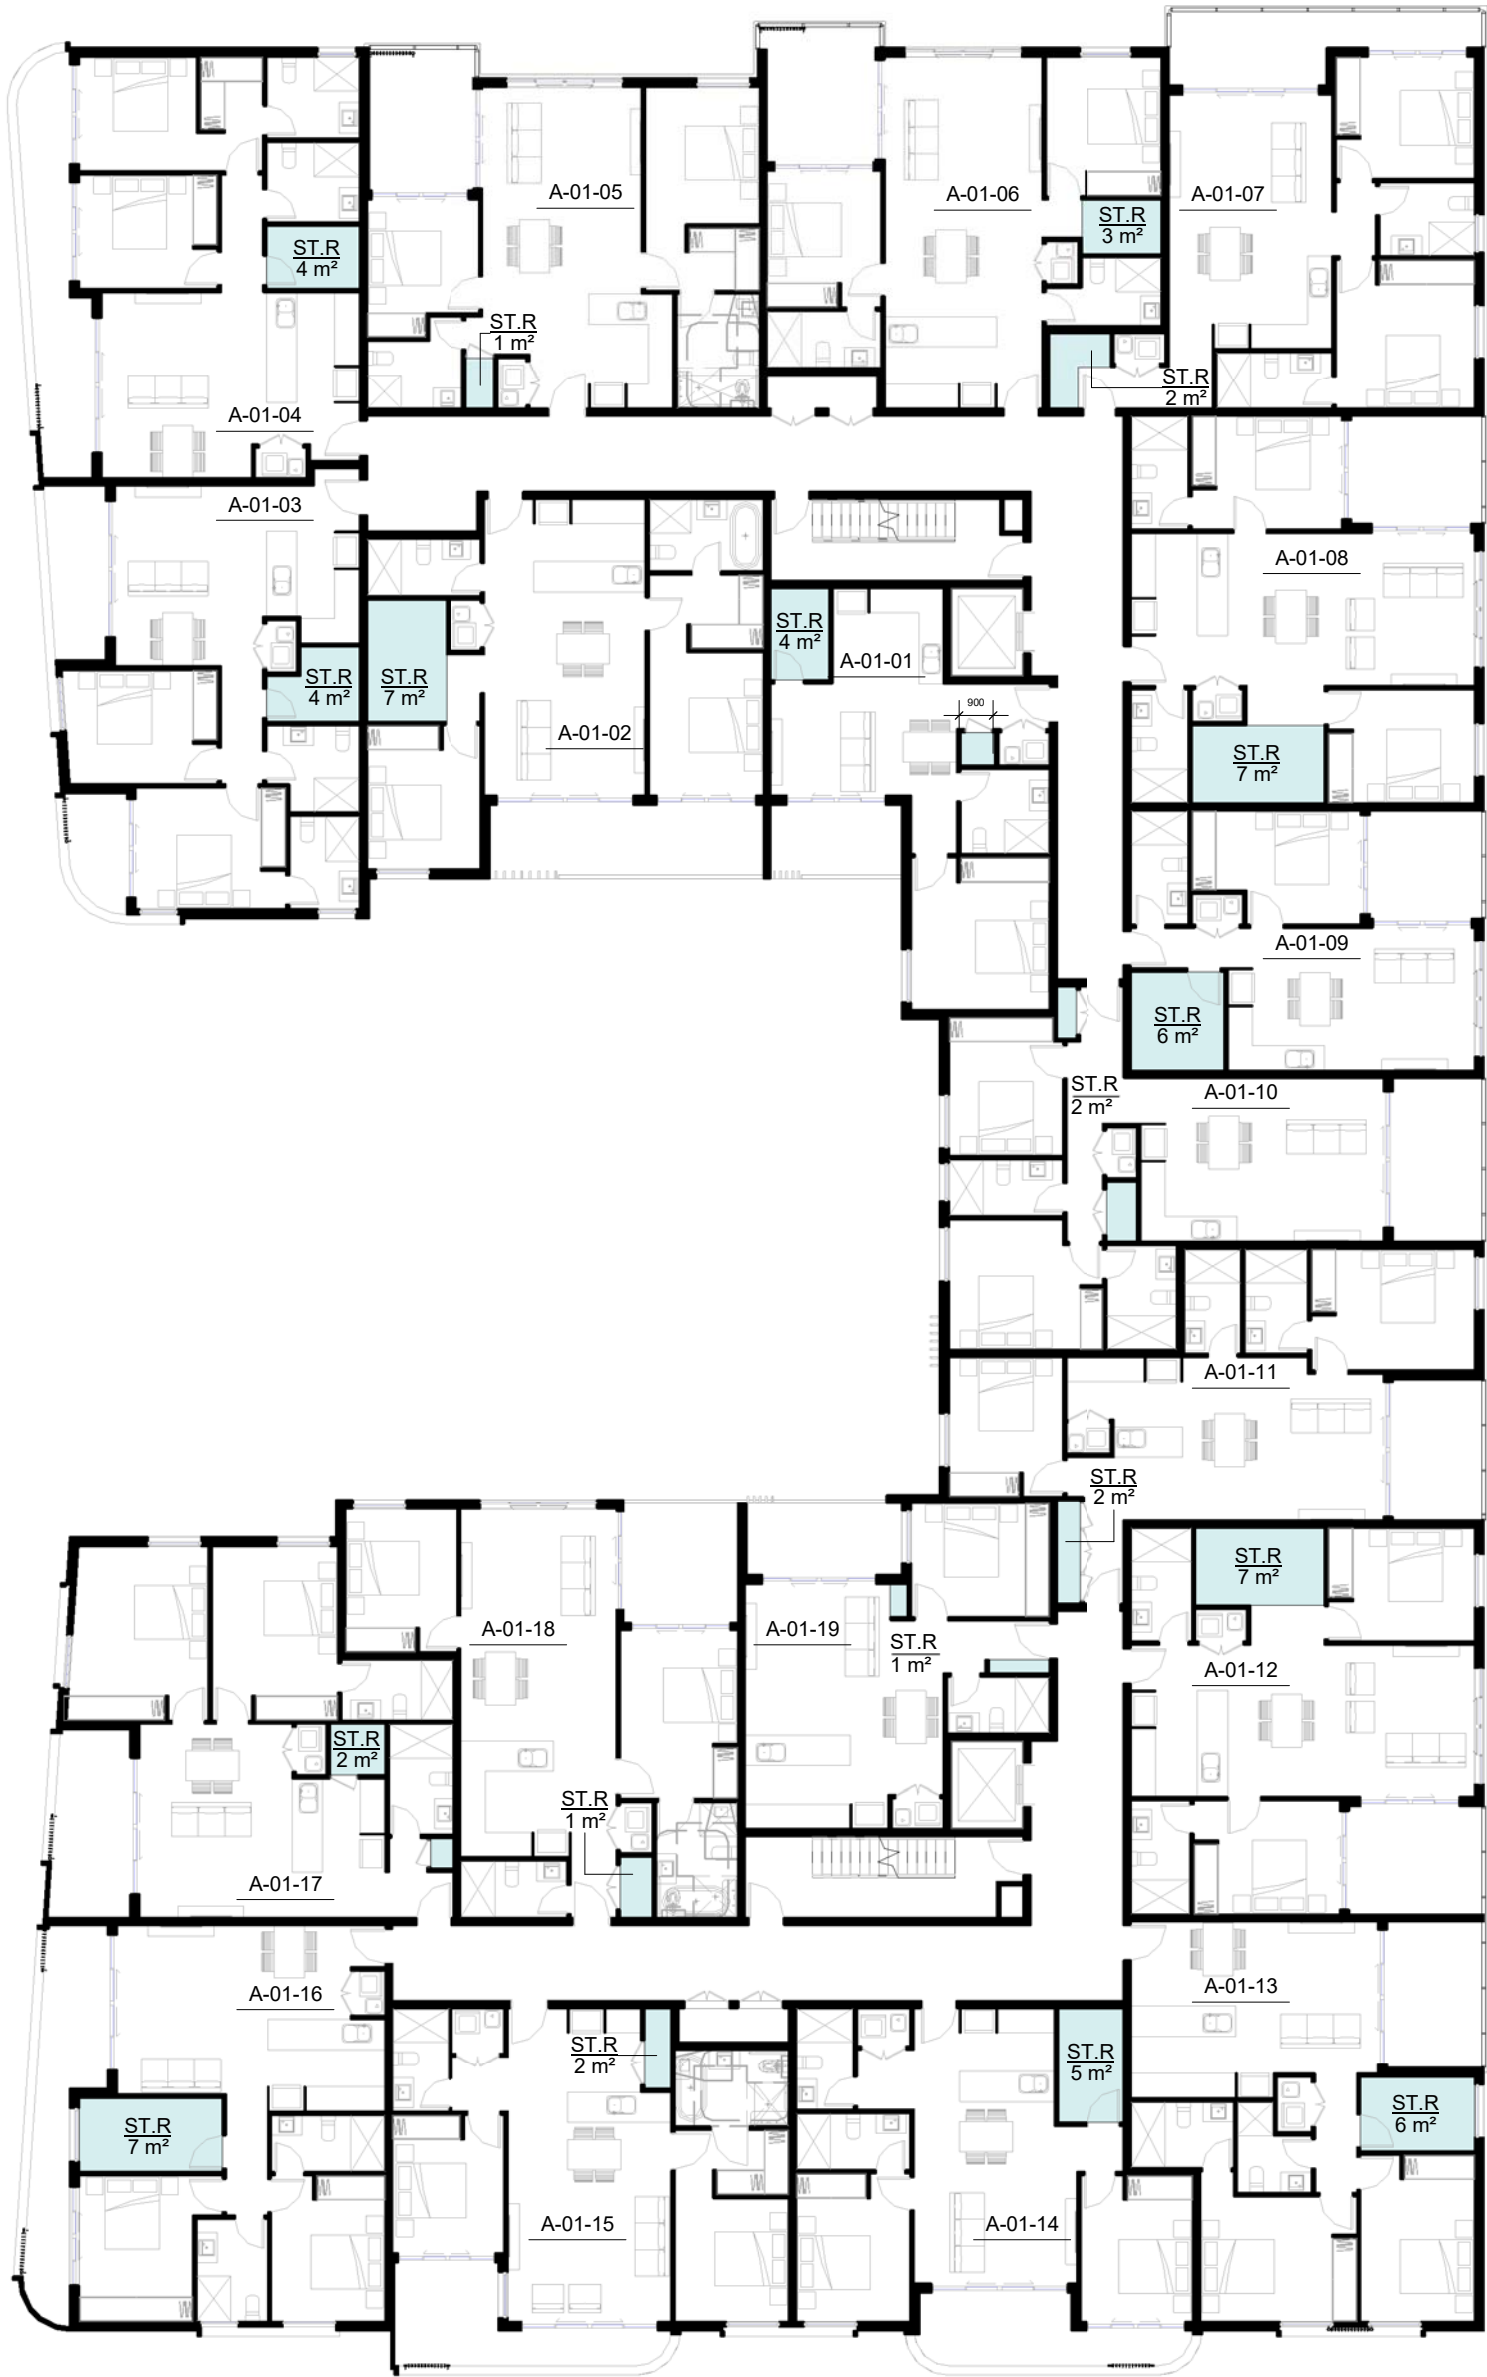 A-01-05
A-01-06
A-01-07
ST.R
3 m²
ST.R
4 m²
ST.R
1 m²
ST.R
2 m²
A-01-04
A-01-03
A-01-08
ST.R
4 m²
A-01-01
ST.R
4 m²
ST.R
7 m²
900
A-01-02
ST.R
7 m²
A-01-09
ST.R
6 m²
ST.R
2 m²
A-01-10
A-01-11
ST.R
2 m²
ST.R
7 m²
A-01-18
A-01-19
ST.R
1 m²
A-01-12
ST.R
2 m²
ST.R
1 m²
A-01-17
A-01-16
A-01-13
ST.R
2 m²
ST.R
5 m²
ST.R
6 m²
ST.R
7 m²
A-01-15
A-01-14